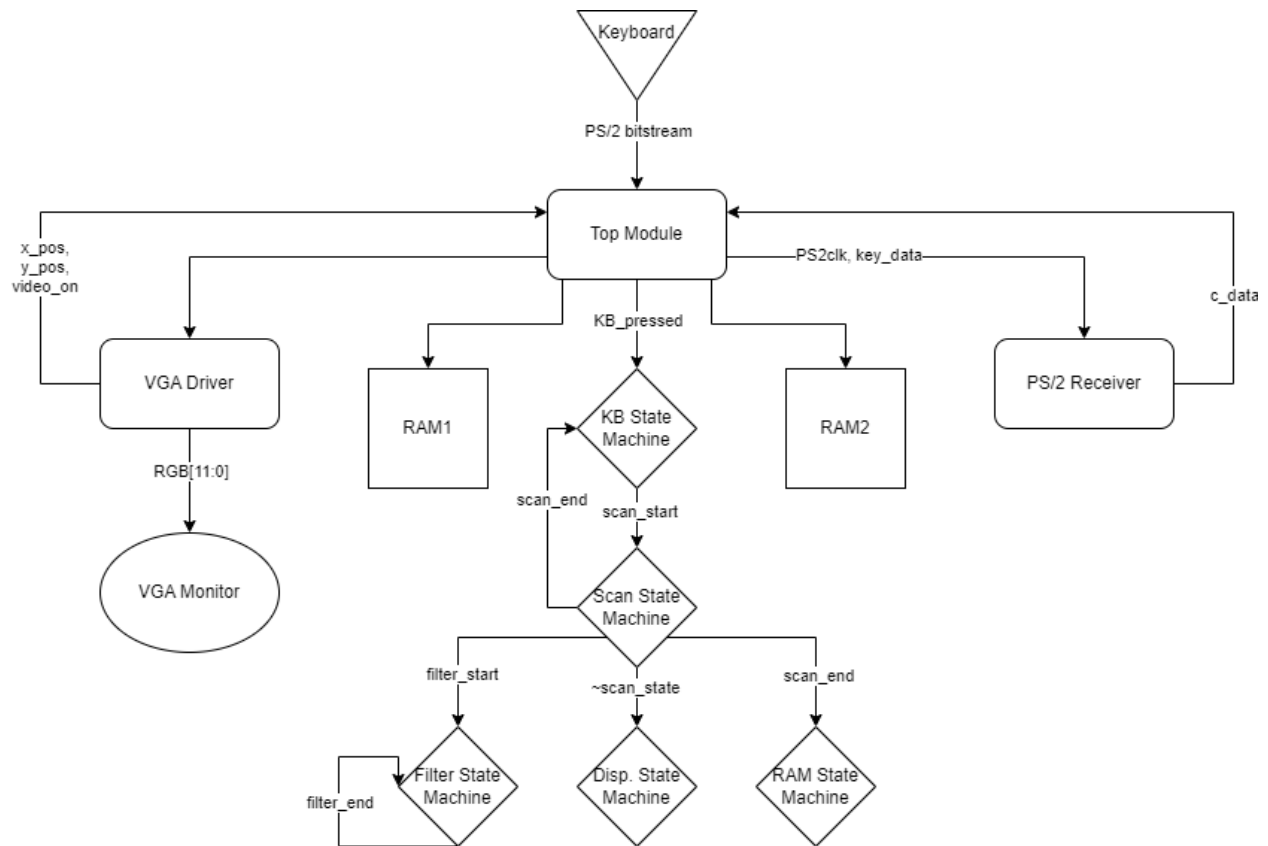 Keyboard
PS/2 bitstream
Top Module
x_pos,
y_pos,
video_on
PS2clk, key_data
c_data
KB_pressed
VGA Driver
RAM1
KB State
Machine
RAM2
PS/2 Receiver
RGB[11:0]
scan_end
scan_start
VGA Monitor
Scan State
Machine
filter_start
~scan_state
scan_end
Filter State
Machine
Disp. State
Machine
RAM State
Machine
filter_end